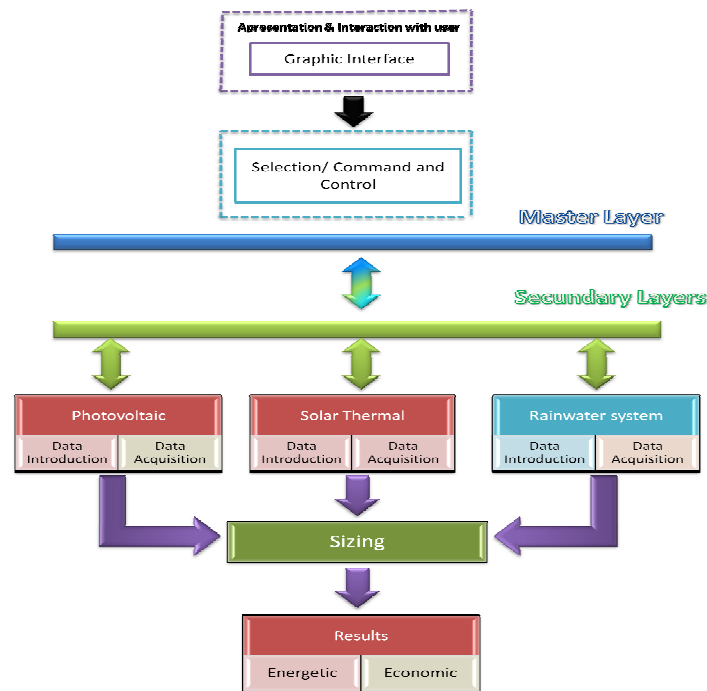 Apresentation & Interaction with user
Graphic Interface
Selection/ Command and
Control
Master Layer
Secundary Layers
Photovoltaic
Data
Introduction
Data
Acquisition
Solar Thermal
Data
Introduction
Data
Acquisition
Rainwater system
Data
Introduction
Data
Acquisition
Sizing
Results
Energetic
Economic